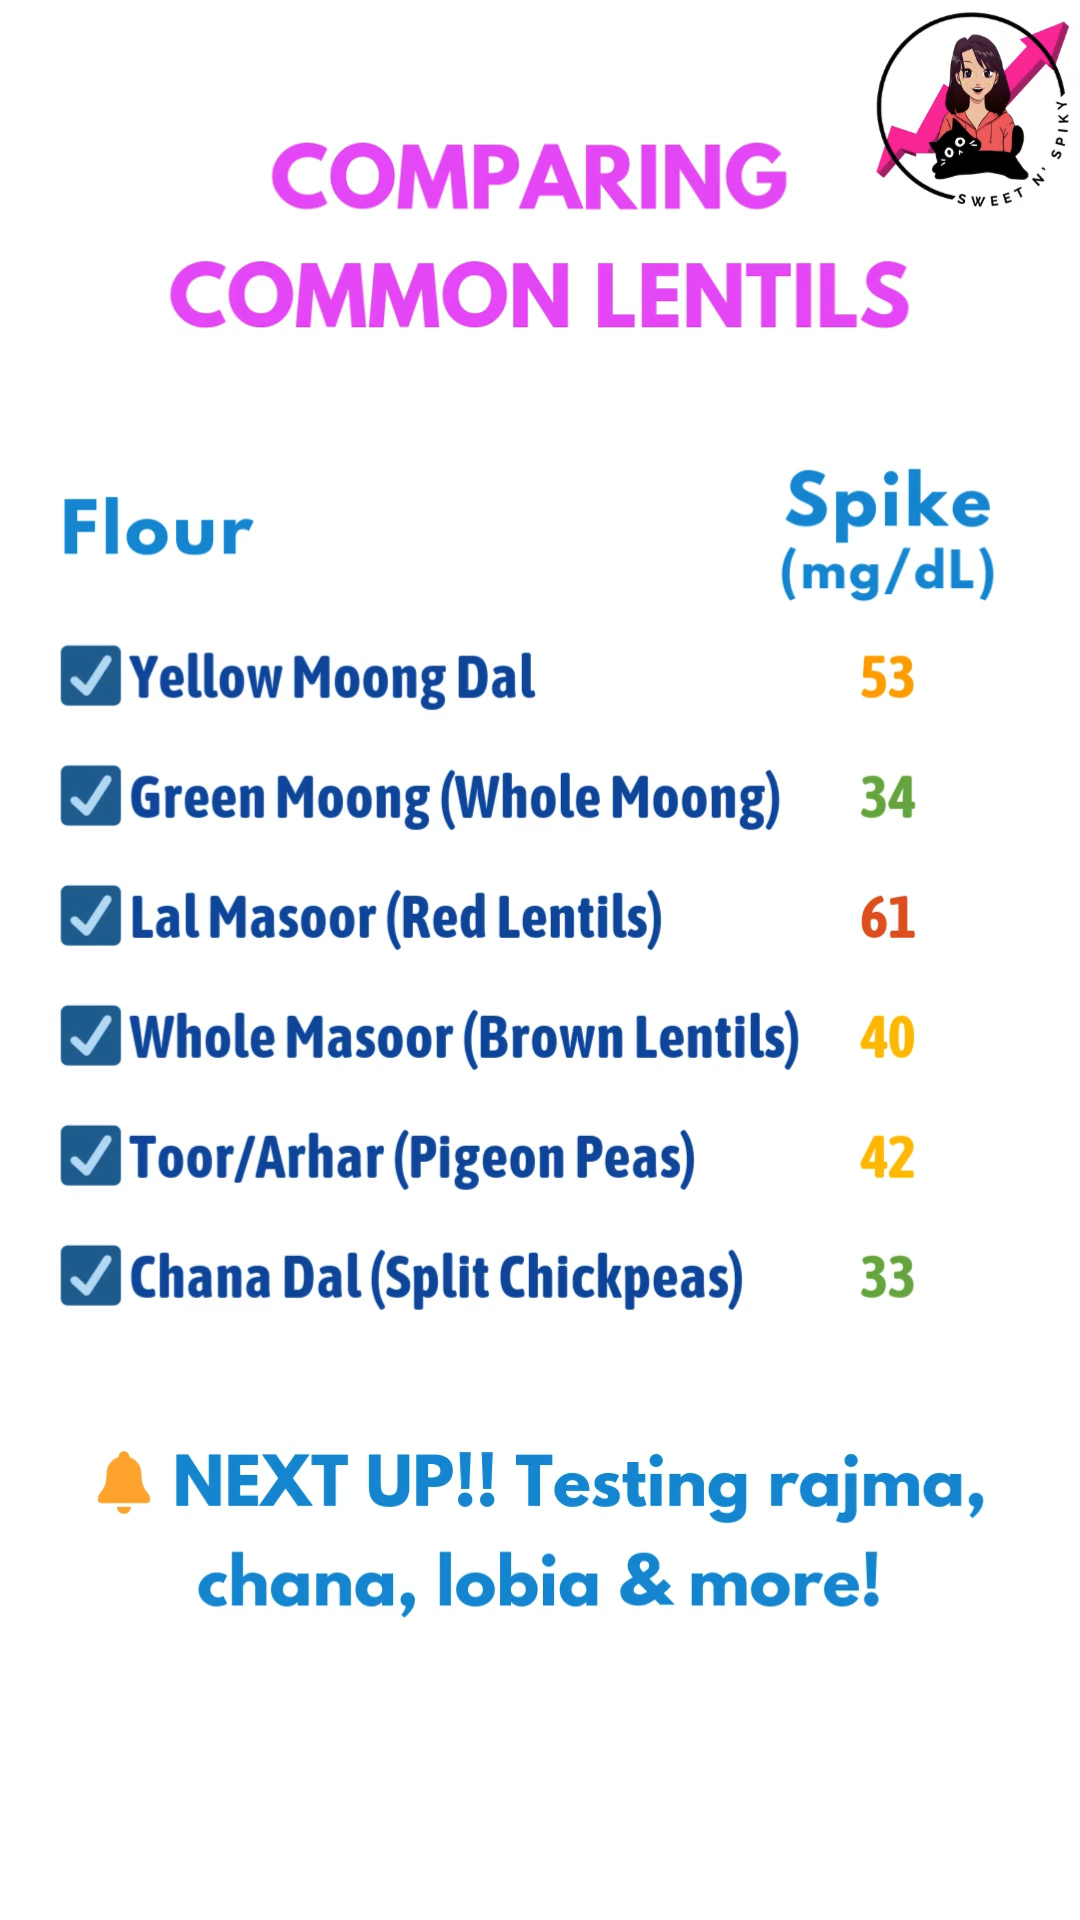 SWEET N' SPIKY
COMPARING
COMMON LENTILS
Flour
Spike
(mg/dL)
Yellow Moong Dal 53
Green Moong (Whole Moong) 34
Lal Masoor (Red Lentils) 61
Whole Masoor (Brown Lentils) 40
Toor/Arhar (Pigeon Peas) 42
Chana Dal (Split Chickpeas) 33
NEXT UP!! Testing rajma,
chana, lobia & more!